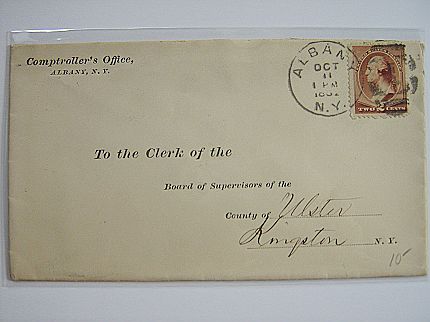 Comptroller's Office,
ALBANY, N. Y.
ALBANY
OCT
11
1 PM
N.Y.
TWO CENTS
To the Clerk of the
Board of Supervisors of the
County of Ulster
Kingston N. Y.
10-